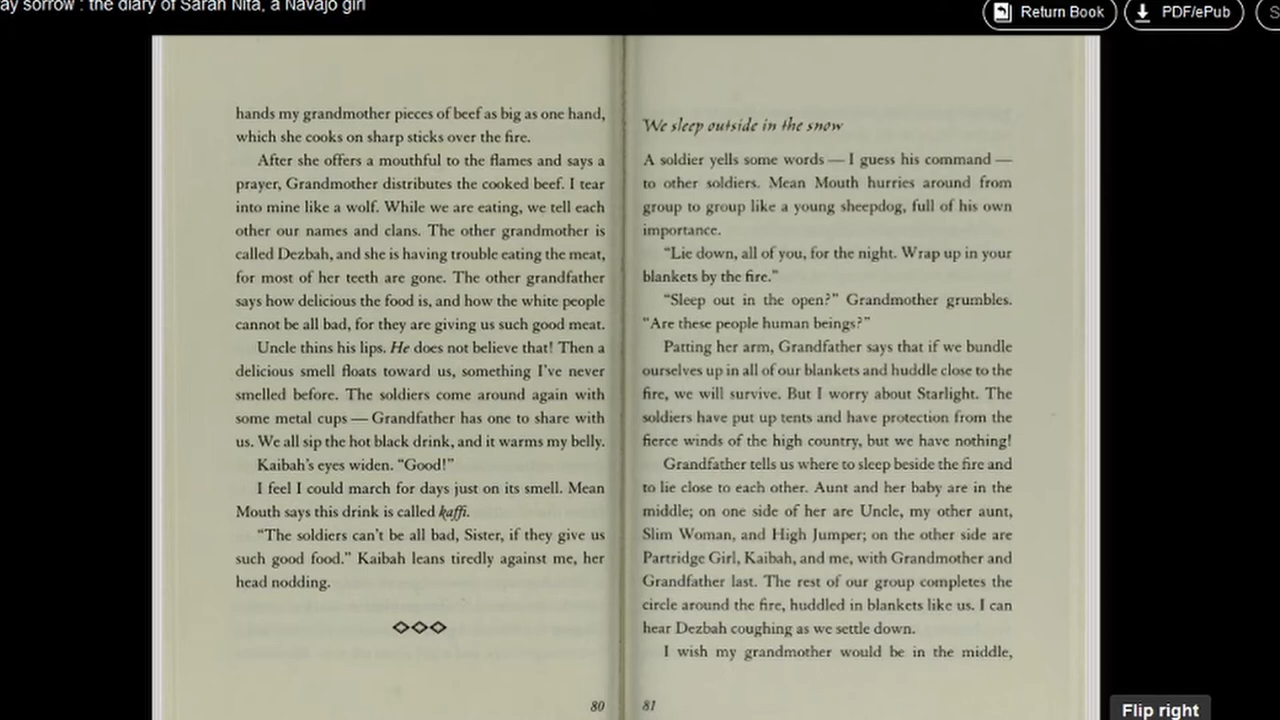 ay sorrow : the diary of Sarah Nita, a Navajo girl
Return Book
PDF/ePub
S
hands my grandmother pieces of beef as big as one hand,
which she cooks on sharp sticks over the fire.
After she offers a mouthful to the flames and says a
prayer, Grandmother distributes the cooked beef. I tear
into mine like a wolf. While we are eating, we tell each
other our names and clans. The other grandmother is
called Dezbah, and she is having trouble eating the meat,
for most of her teeth are gone. The other grandfather
says how delicious the food is, and how the white people
cannot be all bad, for they are giving us such good meat.
Uncle thins his lips. He does not believe that! Then a
delicious smell floats toward us, something I've never
smelled before. The soldiers come around again with
some metal cups — Grandfather has one to share with
us. We all sip the hot black drink, and it warms my belly.
Kaibah's eyes widen. “Good!”
I feel I could march for days just on its smell. Mean
Mouth says this drink is called kaffi.
“The soldiers can't be all bad, Sister, if they give us
such good food.” Kaibah leans tiredly against me, her
head nodding.
80
We sleep outside in the snow
A soldier yells some words — I guess his command —
to other soldiers. Mean Mouth hurries around from
group to group like a young sheepdog, full of his own
importance.
“Lie down, all of you, for the night. Wrap up in your
blankets by the fire.”
“Sleep out in the open?” Grandmother grumbles.
“Are these people human beings?”
Patting her arm, Grandfather says that if we bundle
ourselves up in all of our blankets and huddle close to the
fire, we will survive. But I worry about Starlight. The
soldiers have put up tents and have protection from the
fierce winds of the high country, but we have nothing!
Grandfather tells us where to sleep beside the fire and
to lie close to each other. Aunt and her baby are in the
middle; on one side of her are Uncle, my other aunt,
Slim Woman, and High Jumper; on the other side are
Partridge Girl, Kaibah, and me, with Grandmother and
Grandfather last. The rest of our group completes the
circle around the fire, huddled in blankets like us. I can
hear Dezbah coughing as we settle down.
I wish my grandmother would be in the middle,
81
Flip right